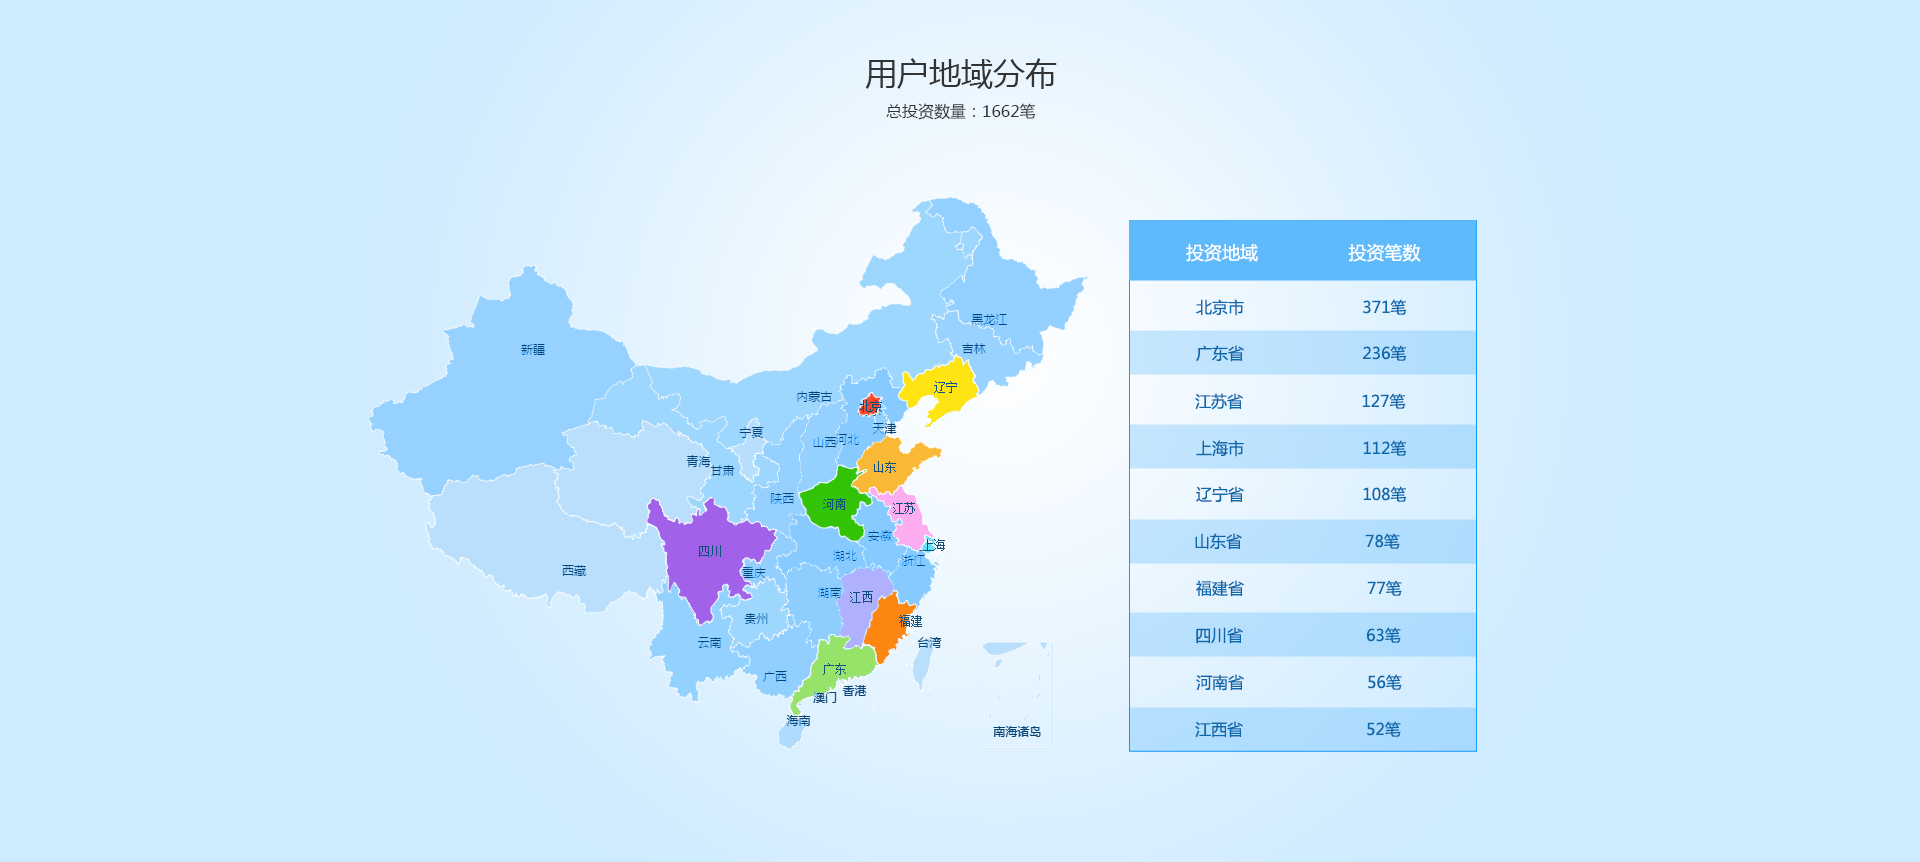 用户地域分布
总投资数量：1662笔
黑龙江
吉林
新疆
辽宁
内蒙古
北京
天津
宁夏
山西
河北
青海
甘肃
山东
陕西
河南
江苏
安徽
上海
四川
湖北
浙江
西藏
重庆
湖南
江西
贵州
福建
云南
台湾
广东
广西
香港
澳门
海南
南海诸岛
投资地域 投资笔数
北京市 371笔
广东省 236笔
江苏省 127笔
上海市 112笔
辽宁省 108笔
山东省 78笔
福建省 77笔
四川省 63笔
河南省 56笔
江西省 52笔